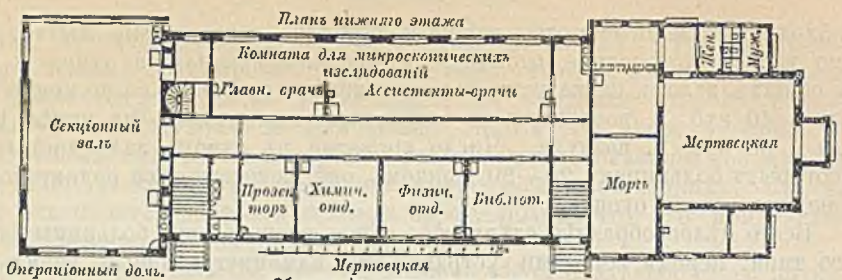 Планъ нижняго этажа
Комната для микроскопическихъ
изслѣдованій
Главн. врачъ
Ассистенты-врачи
Жен.
Муж.
Секціонный
залъ
Мертвецкая
Моргъ
Прозек-
торъ
Химич.
отд.
Физич.
отд.
Библіот.
Операціонный домъ.
Мертвецкая